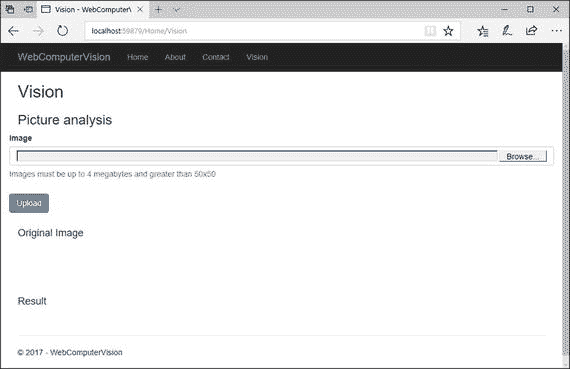 Vision - WebComputerV
localhost:59879/Home/Vision
WebComputerVision Home About Contact Vision
Vision
Picture analysis
Image
Browse...
Images must be up to 4 megabytes and greater than 50x50
Upload
Original Image
Result
© 2017 - WebComputerVision